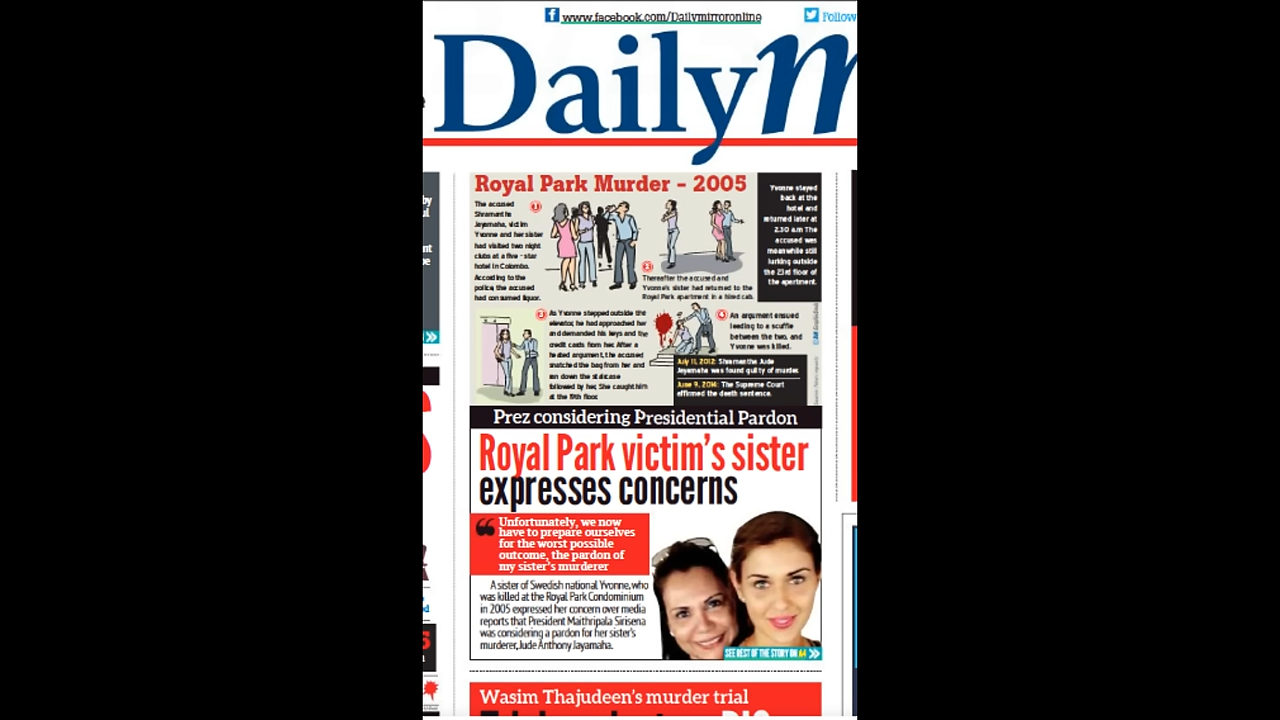 www.facebook.com/Dailymirroronline
Follow
DailyM
Royal Park Murder – 2005
The accused
Shramantha
Jayamaha, victim
Yvonne and her sister
had visited two night
clubs at a five - star
hotel in Colombo.
According to the
police, the accused
had consumed liquor.
1
2
Thereafter the accused and
Yvonne's sister had returned to the
Royal Park apartment in a hired cab.
Yvonne stayed
back at the
hotel and
returned later at
2.30 a.m The
accused was
meanwhile still
lurking outside
the 23rd floor of
the apartment.
3
As Yvonne stepped outside the
elevator, he had approached her
and demanded his keys and the
credit cards from her. After a
heated argument, the accused
snatched the bag from her and
ran down the staircase
followed by her. She caught him
at the 19th floor.
4
An argument ensued
leading to a scuffle
between the two, and
Yvonne was killed.
July 11, 2012: Shramantha Jude
Jayamaha was found guilty of murder.
June 9, 2014: The Supreme Court
affirmed the death sentence.
Prez considering Presidential Pardon
Royal Park victim's sister
expresses concerns
Unfortunately, we now
have to prepare ourselves
for the worst possible
outcome, the pardon of
my sister's murderer
A sister of Swedish national Yvonne, who
was killed at the Royal Park Condominium
in 2005 expressed her concern over media
reports that President Maithripala Sirisena
was considering a pardon for her sister's
murderer, Jude Anthony Jayamaha.
SEE REST OF THE STORY ON A4
Wasim Thajudeen's murder trial